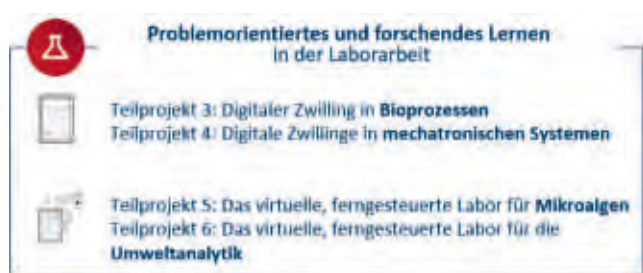 Problemorientiertes und forschendes Lernen
in der Laborarbeit
Teilprojekt 3: Digitaler Zwilling in Bioprozessen
Teilprojekt 4: Digitale Zwillinge in mechatronischen Systemen
Teilprojekt 5: Das virtuelle, ferngesteuerte Labor für Mikroalgen
Teilprojekt 6: Das virtuelle, ferngesteuerte Labor für die
Umweltanalytik